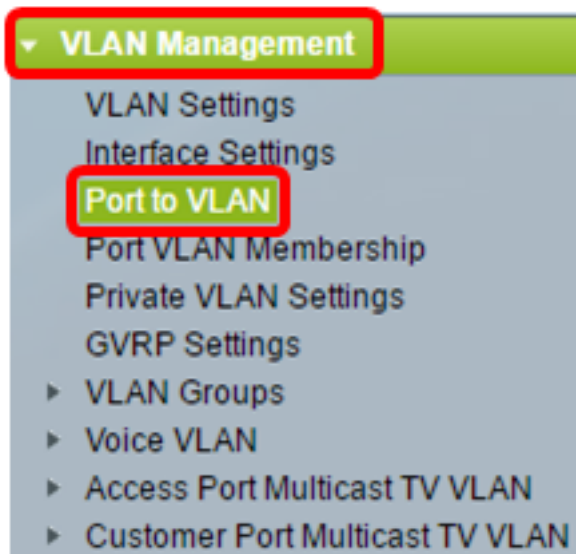 VLAN Management
VLAN Settings
Interface Settings
Port to VLAN
Port VLAN Membership
Private VLAN Settings
GVRP Settings
VLAN Groups
Voice VLAN
Access Port Multicast TV VLAN
Customer Port Multicast TV VLAN